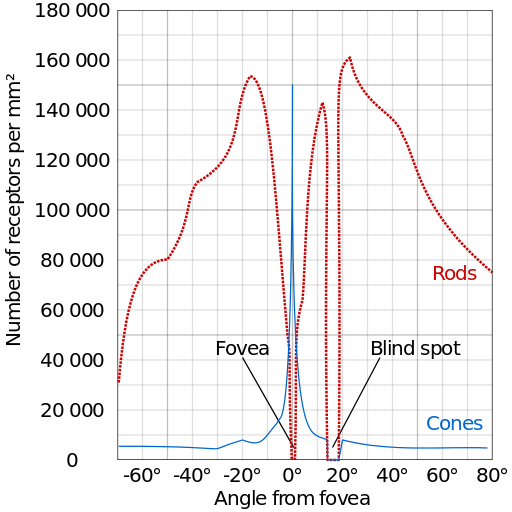 180 000
160 000
140 000
120 000
100 000
80 000
60 000
40 000
20 000
0
Number of receptors per mm²
Rods
Fovea
Blind spot
Cones
-60° -40° -20° 0° 20° 40° 60° 80°
Angle from fovea